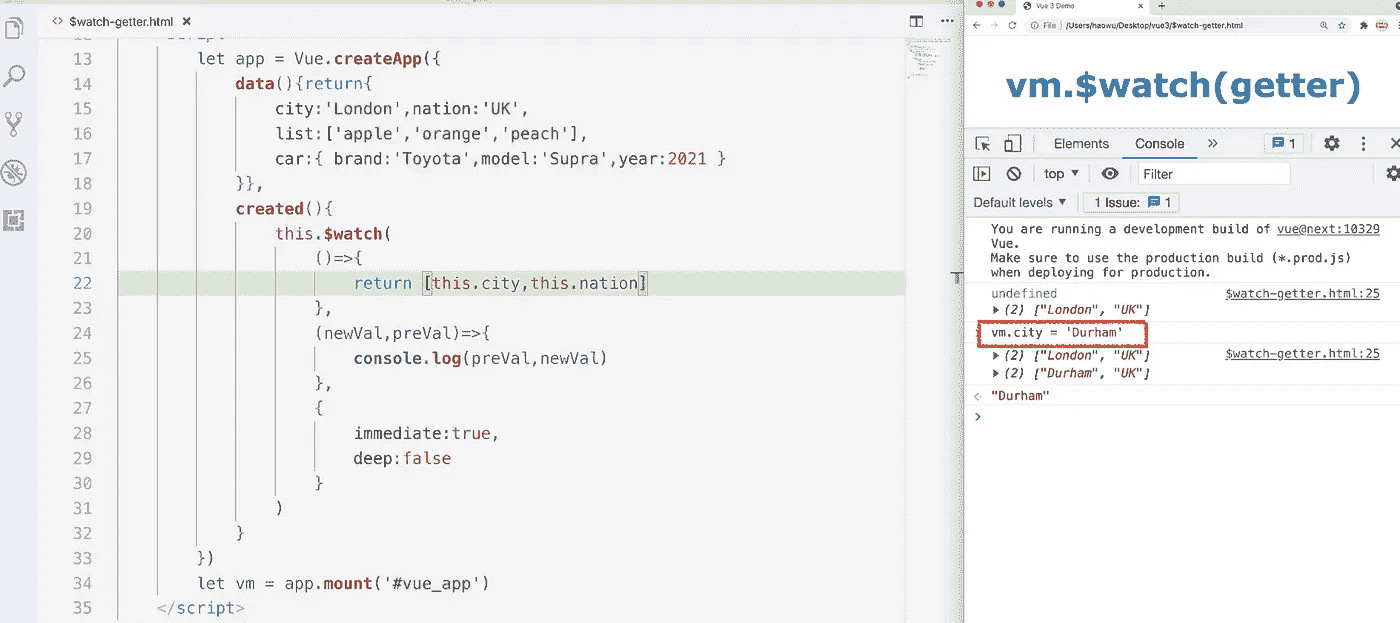 $watch-getter.html
12
13 let app = Vue.createApp({
14 data(){return{
15 city:'London',nation:'UK',
16 list:['apple','orange','peach'],
17 car:{ brand:'Toyota',model:'Supra',year:2021 }
18 }},
19 created(){
20 this.$watch(
21 ()=>{
22 return [this.city,this.nation]
23 },
24 (newVal,preVal)=>{
25 console.log(preVal,newVal)
26 },
27 {
28 immediate:true,
29 deep:false
30 }
31 )
32 }
33 })
34 let vm = app.mount('#vue_app')
35 </script>
Vue 3 Demo
File /Users/haowu/Desktop/vue3/$watch-getter.html
vm.$watch(getter)
Elements Console 1
top Filter
Default levels 1 Issue: 1
You are running a development build of vue@next:10329
Vue.
Make sure to use the production build (*.prod.js)
when deploying for production.
undefined $watch-getter.html:25
(2) ["London", "UK"]
vm.city = 'Durham'
(2) ["London", "UK"] $watch-getter.html:25
(2) ["Durham", "UK"]
"Durham"